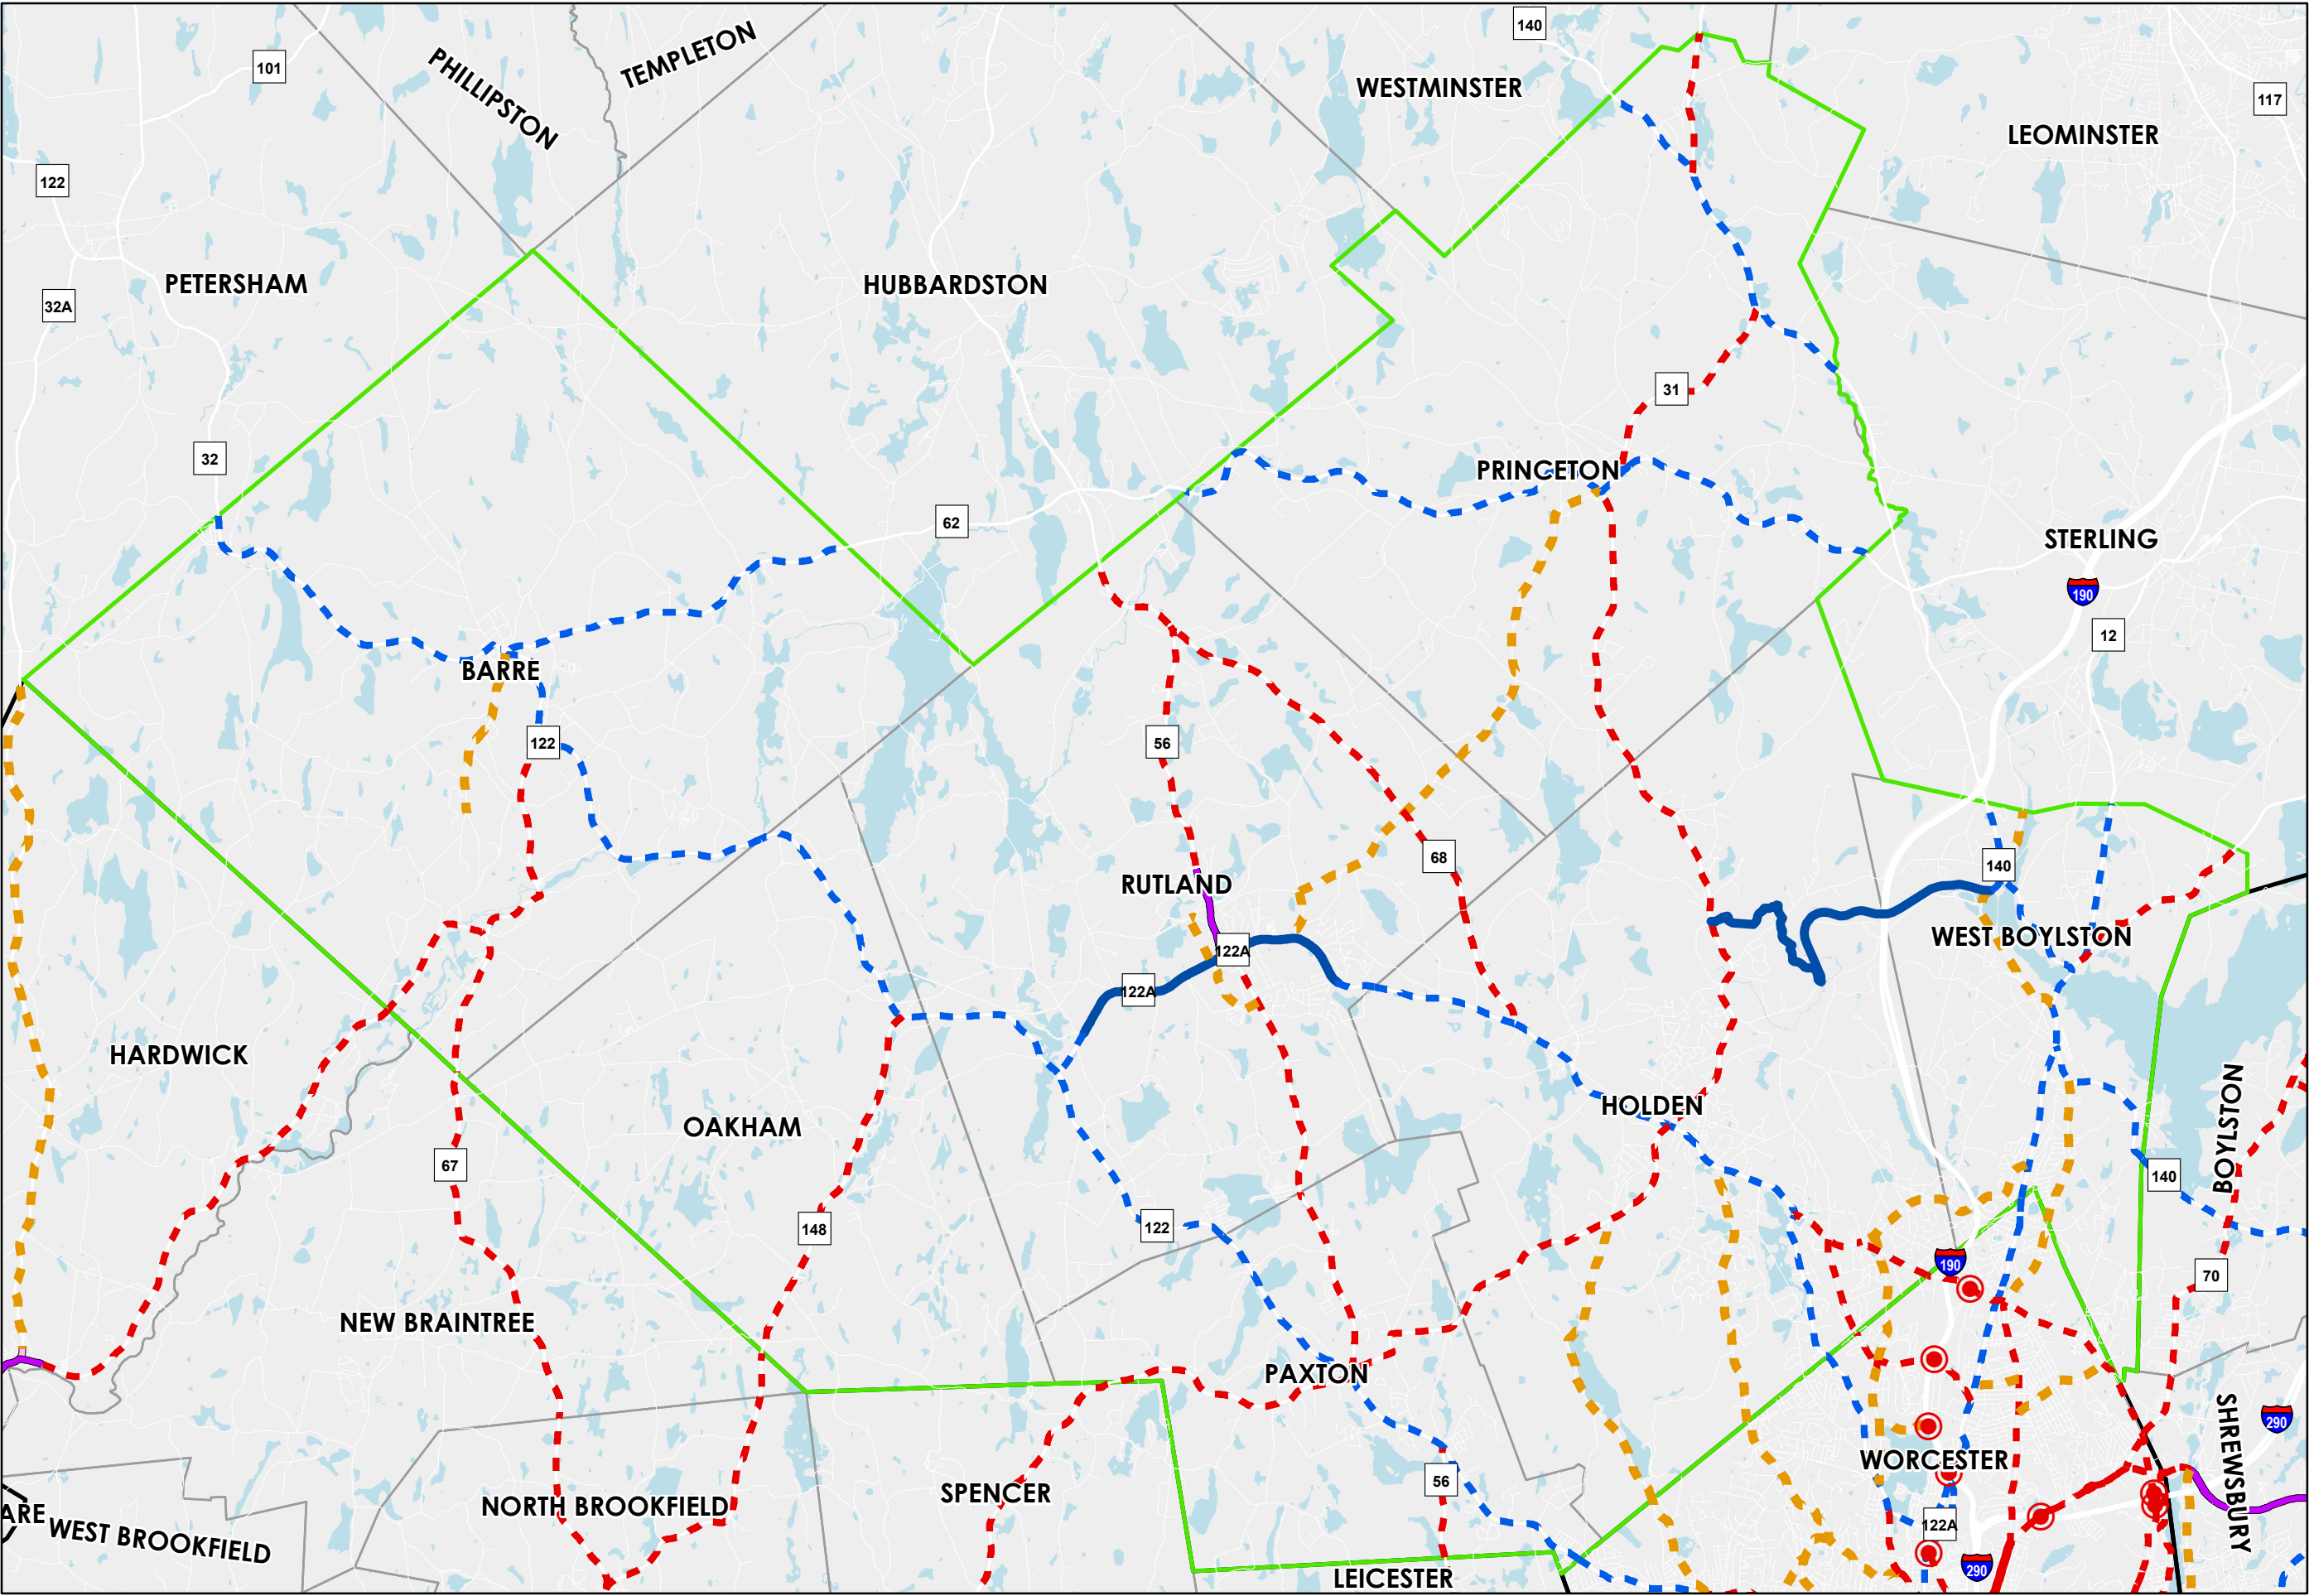 140
TEMPLETON
PHILLIPSTON
101
WESTMINSTER
117
LEOMINSTER
122
PETERSHAM
HUBBARDSTON
32A
31
32
PRINCETON
62
STERLING
190
12
BARRE
122
56
68
140
RUTLAND
122A
WEST BOYLSTON
122A
HARDWICK
HOLDEN
OAKHAM
BOYLSTON
67
140
148
122
190
70
NEW BRAINTREE
PAXTON
SHREWSBURY
290
WORCESTER
56
SPENCER
NORTH BROOKFIELD
ARE
WEST BROOKFIELD
122A
290
LEICESTER